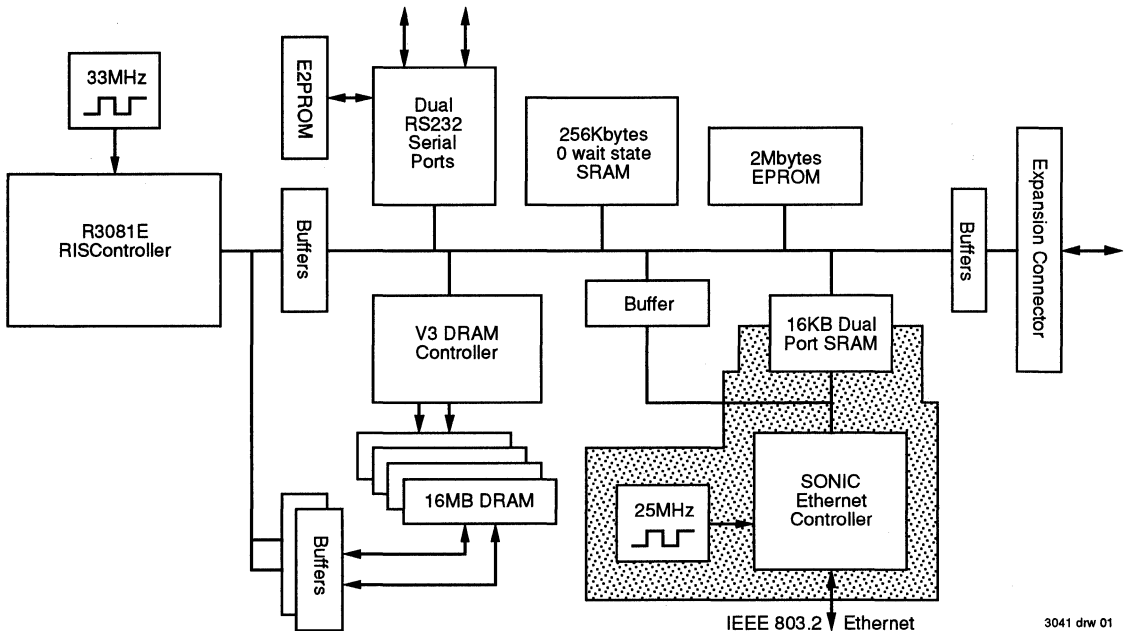 33MHz
E2PROM
Dual
RS232
Serial
Ports
256Kbytes
0 wait state
SRAM
2Mbytes
EPROM
Expansion Connector
R3081E
RISController
Buffers
Buffers
V3 DRAM
Controller
Buffer
16KB Dual
Port SRAM
16MB DRAM
Buffers
25MHz
SONIC
Ethernet
Controller
IEEE 803.2 Ethernet
3041 drw 01